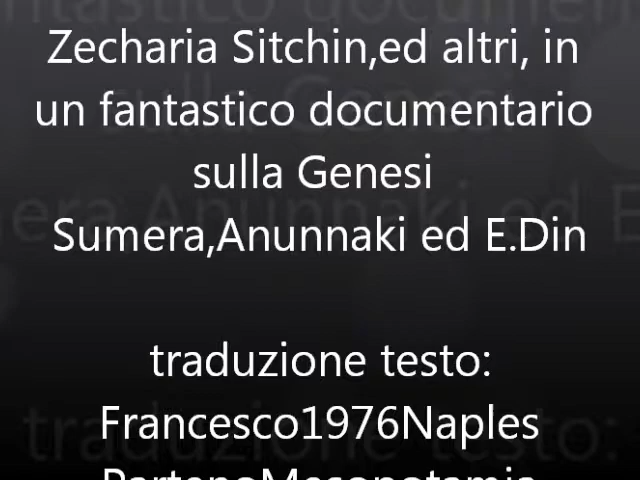 Zecharia Sitchin,ed altri, in
un fantastico documentario
sulla Genesi
Sumera,Anunnaki ed E.Din
traduzione testo:
Francesco1976Naples
PartenoMesopotamia